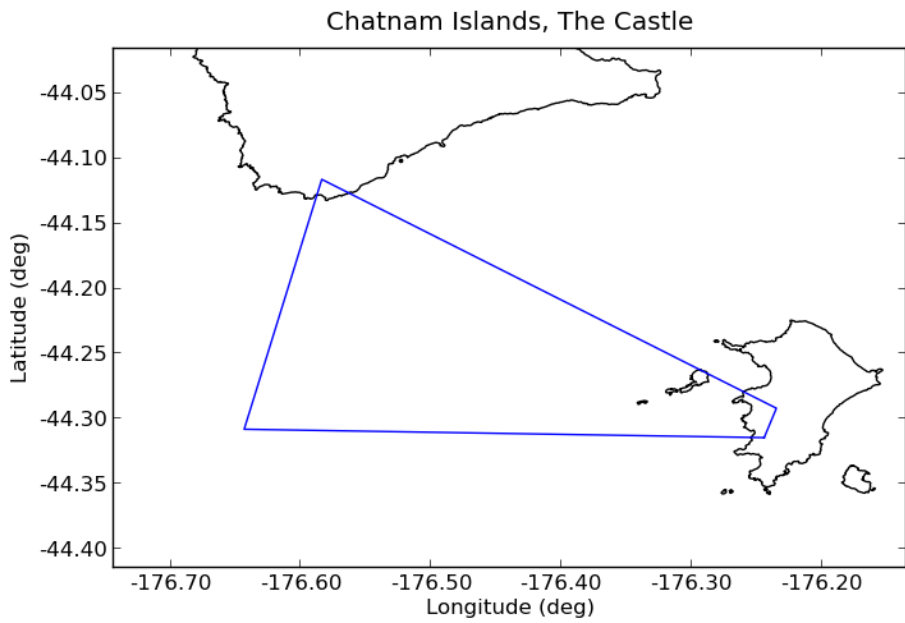 Chatnam Islands, The Castle
Latitude (deg)
-44.05
-44.10
-44.15
-44.20
-44.25
-44.30
-44.35
-44.40
-176.70 -176.60 -176.50 -176.40 -176.30 -176.20
Longitude (deg)